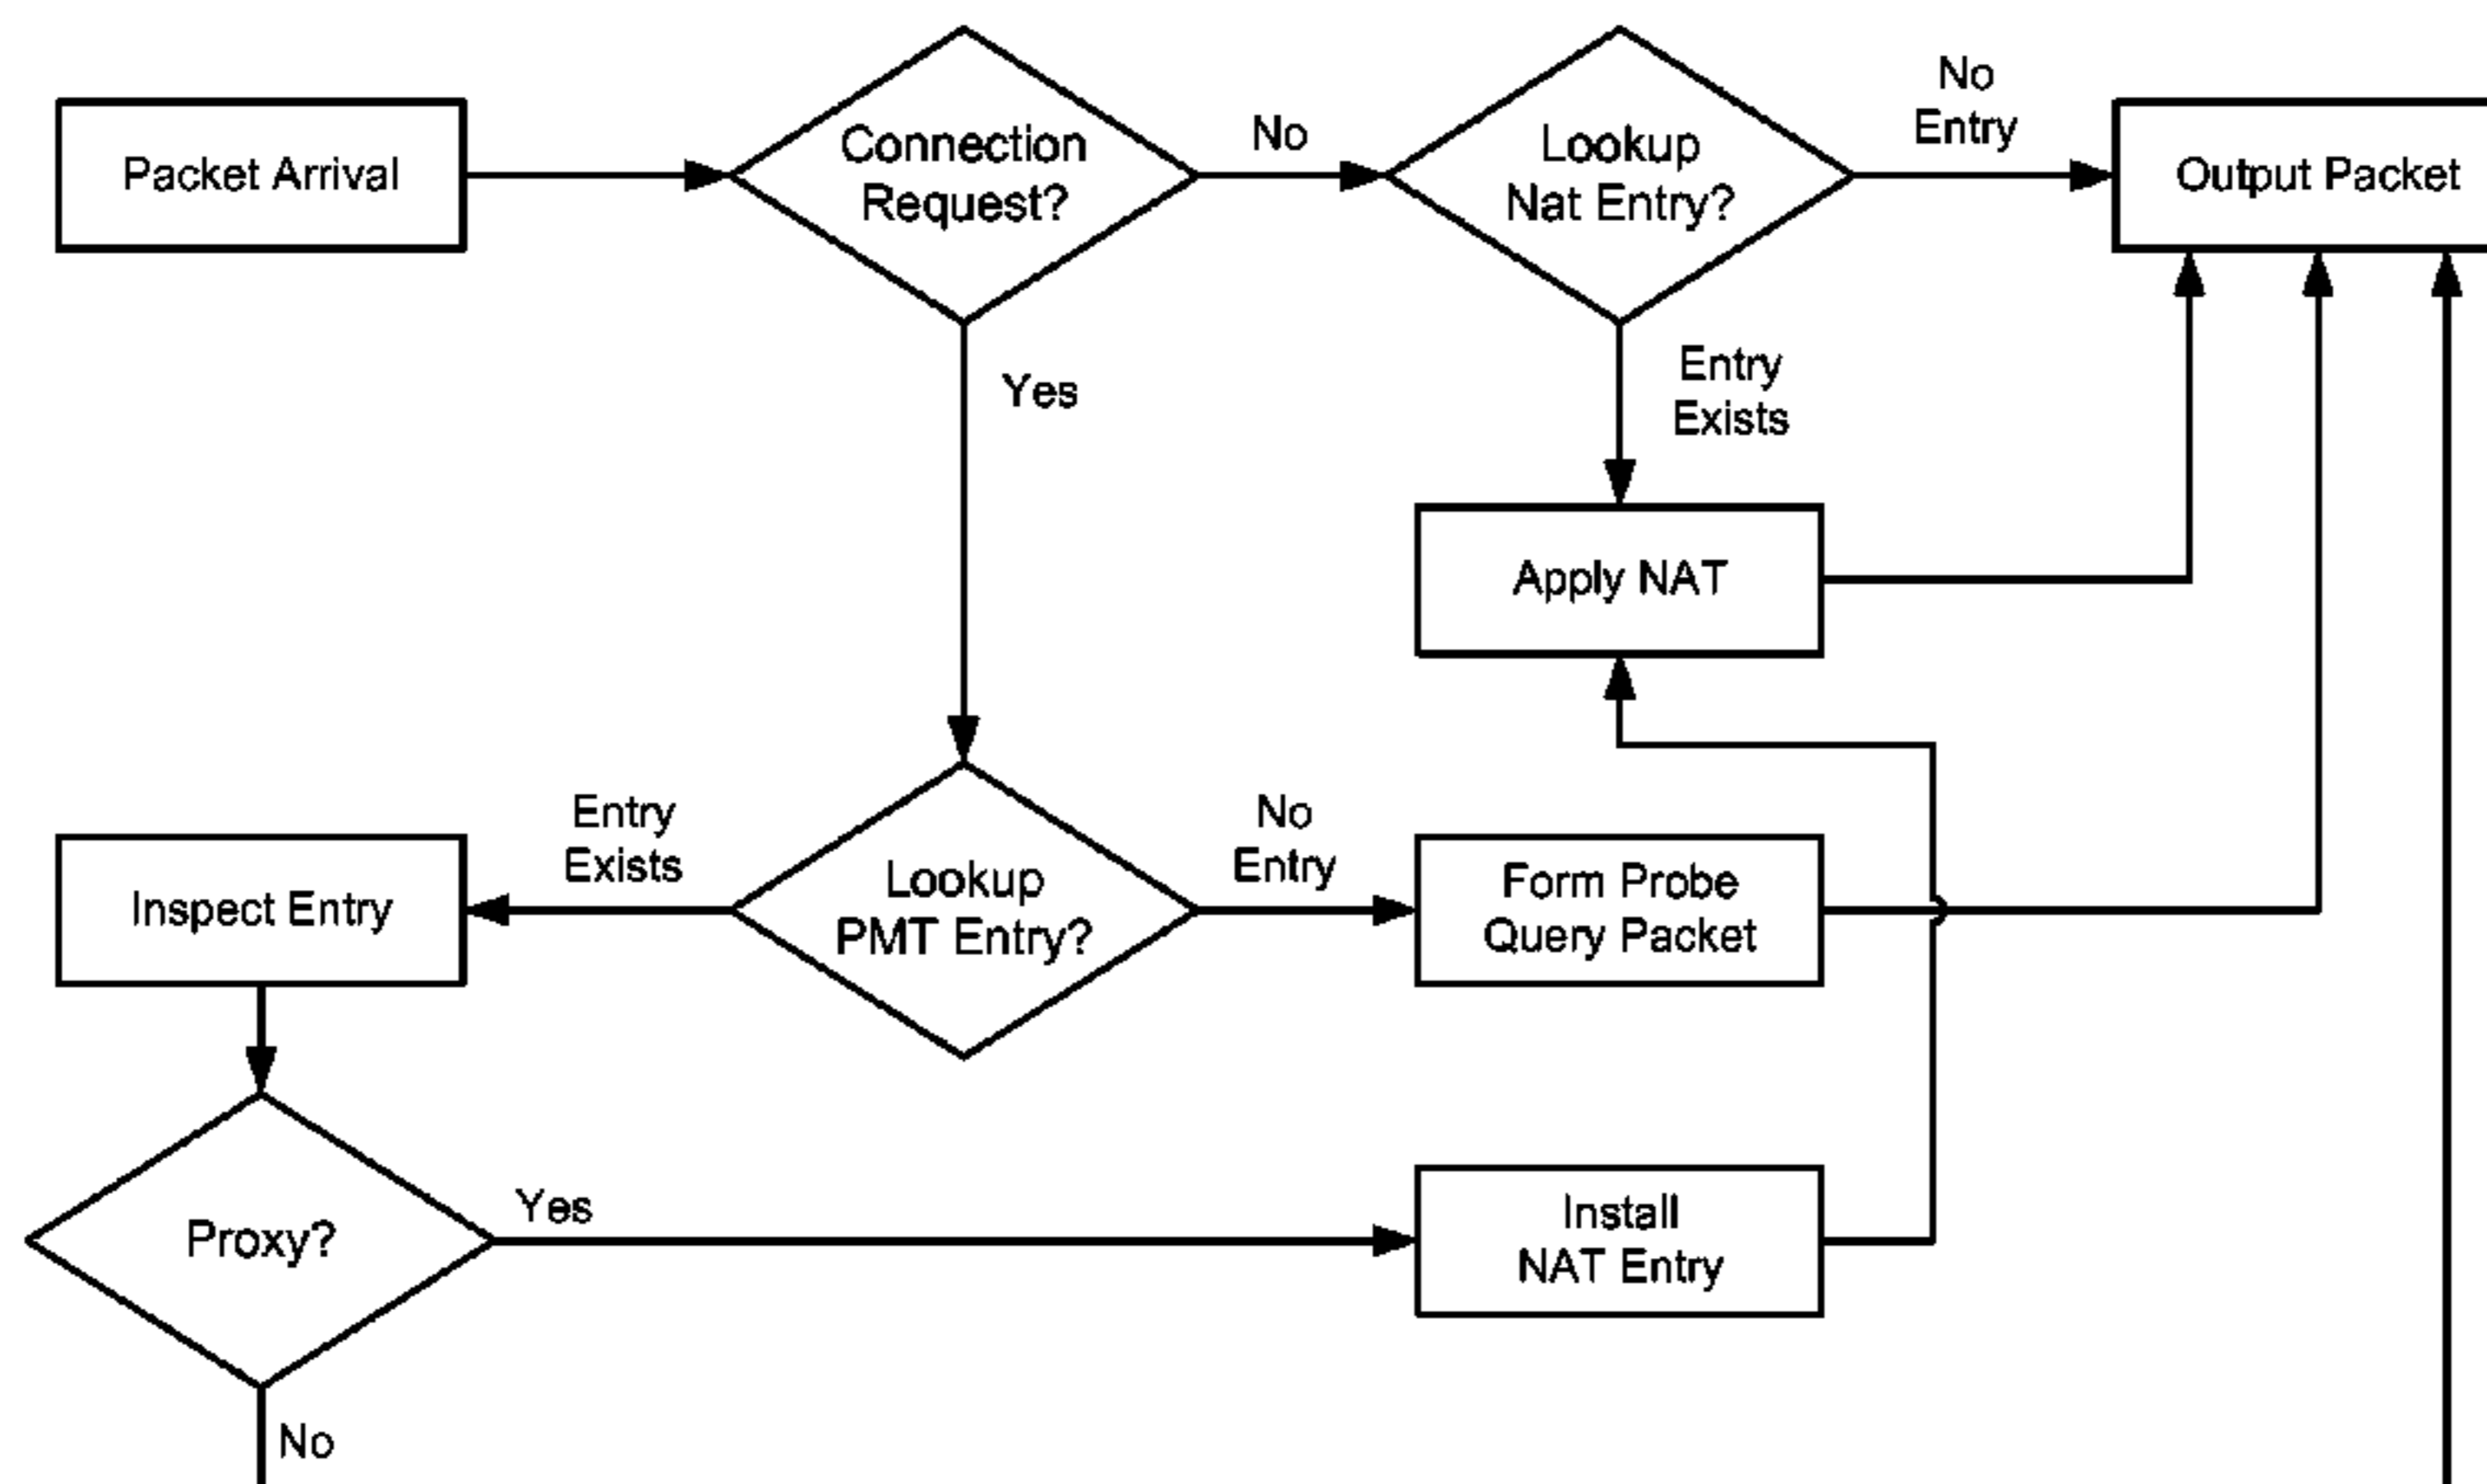 Packet Arrival
Connection
Request?
No
Lookup
Nat Entry?
No
Entry
Output Packet
Yes
Entry
Exists
Apply NAT
Inspect Entry
Entry
Exists
Lookup
PMT Entry?
No
Entry
Form Probe
Query Packet
Proxy?
Yes
Install
NAT Entry
No